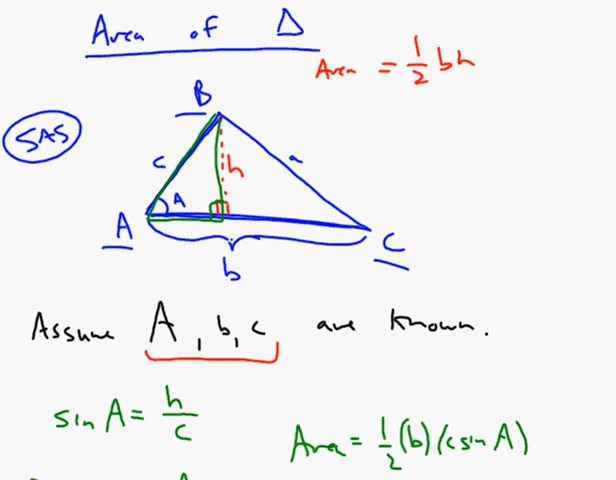 Area of Δ
Area = 1/2 bh
SAS
B
c
a
h
A
A
C
b
Assume A, b, c are known.
sin A = h/c
Area = 1/2 (b)(c sin A)